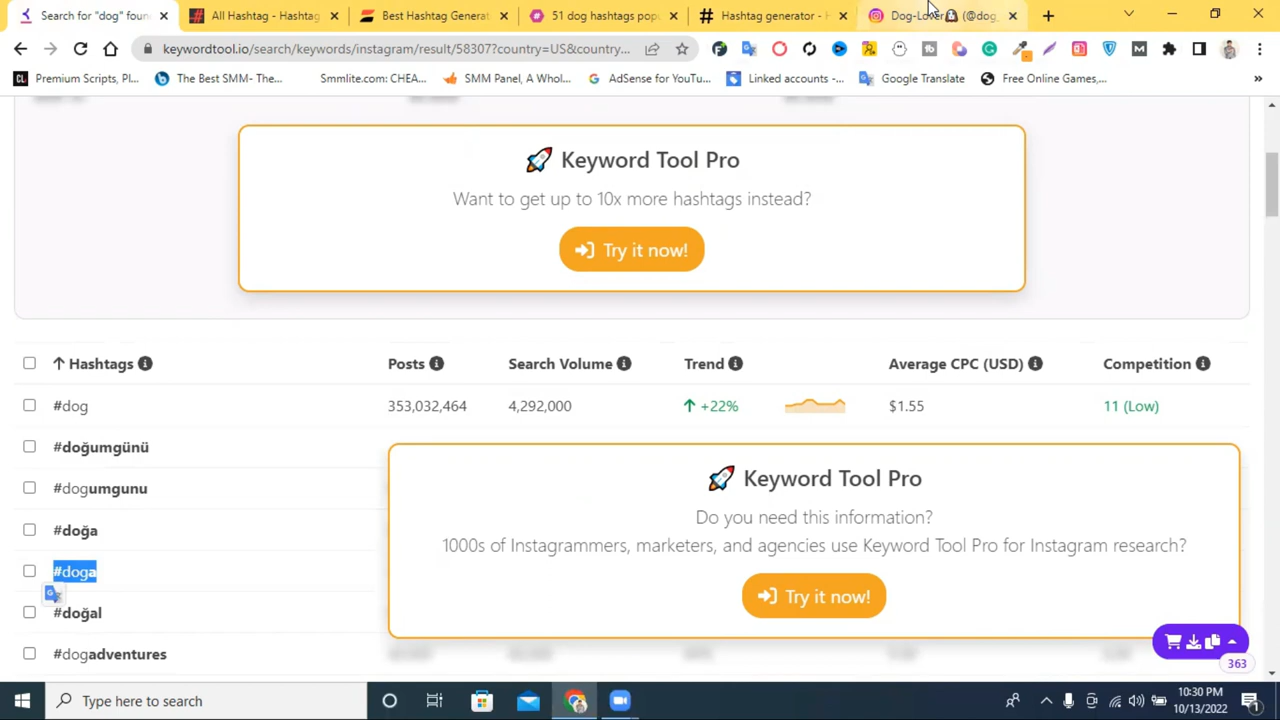 Search for "dog" foun
All Hashtag - Hashtag
Best Hashtag Generat
51 dog hashtags popu
Hashtag generator - H
Dog-Lover (@dog_
keywordtool.io/search/keywords/instagram/result/58307?country=US&country...
Premium Scripts, Pl...
The Best SMM- The...
Smmlite.com: CHEA...
SMM Panel, A Whol...
AdSense for YouTu...
Linked accounts -...
Google Translate
Free Online Games,...
»
Keyword Tool Pro
Want to get up to 10x more hashtags instead?
Try it now!
Hashtags Posts Search Volume Trend Average CPC (USD) Competition
#dog 353,032,464 4,292,000 +22% $1.55 11 (Low)
#doğumgünü
Keyword Tool Pro
#dogumgunu
Do you need this information?
#doğa
1000s of Instagrammers, marketers, and agencies use Keyword Tool Pro for Instagram research?
#doga
Try it now!
#doğal
#dogadventures
363
Type here to search
10:30 PM
10/13/2022
1